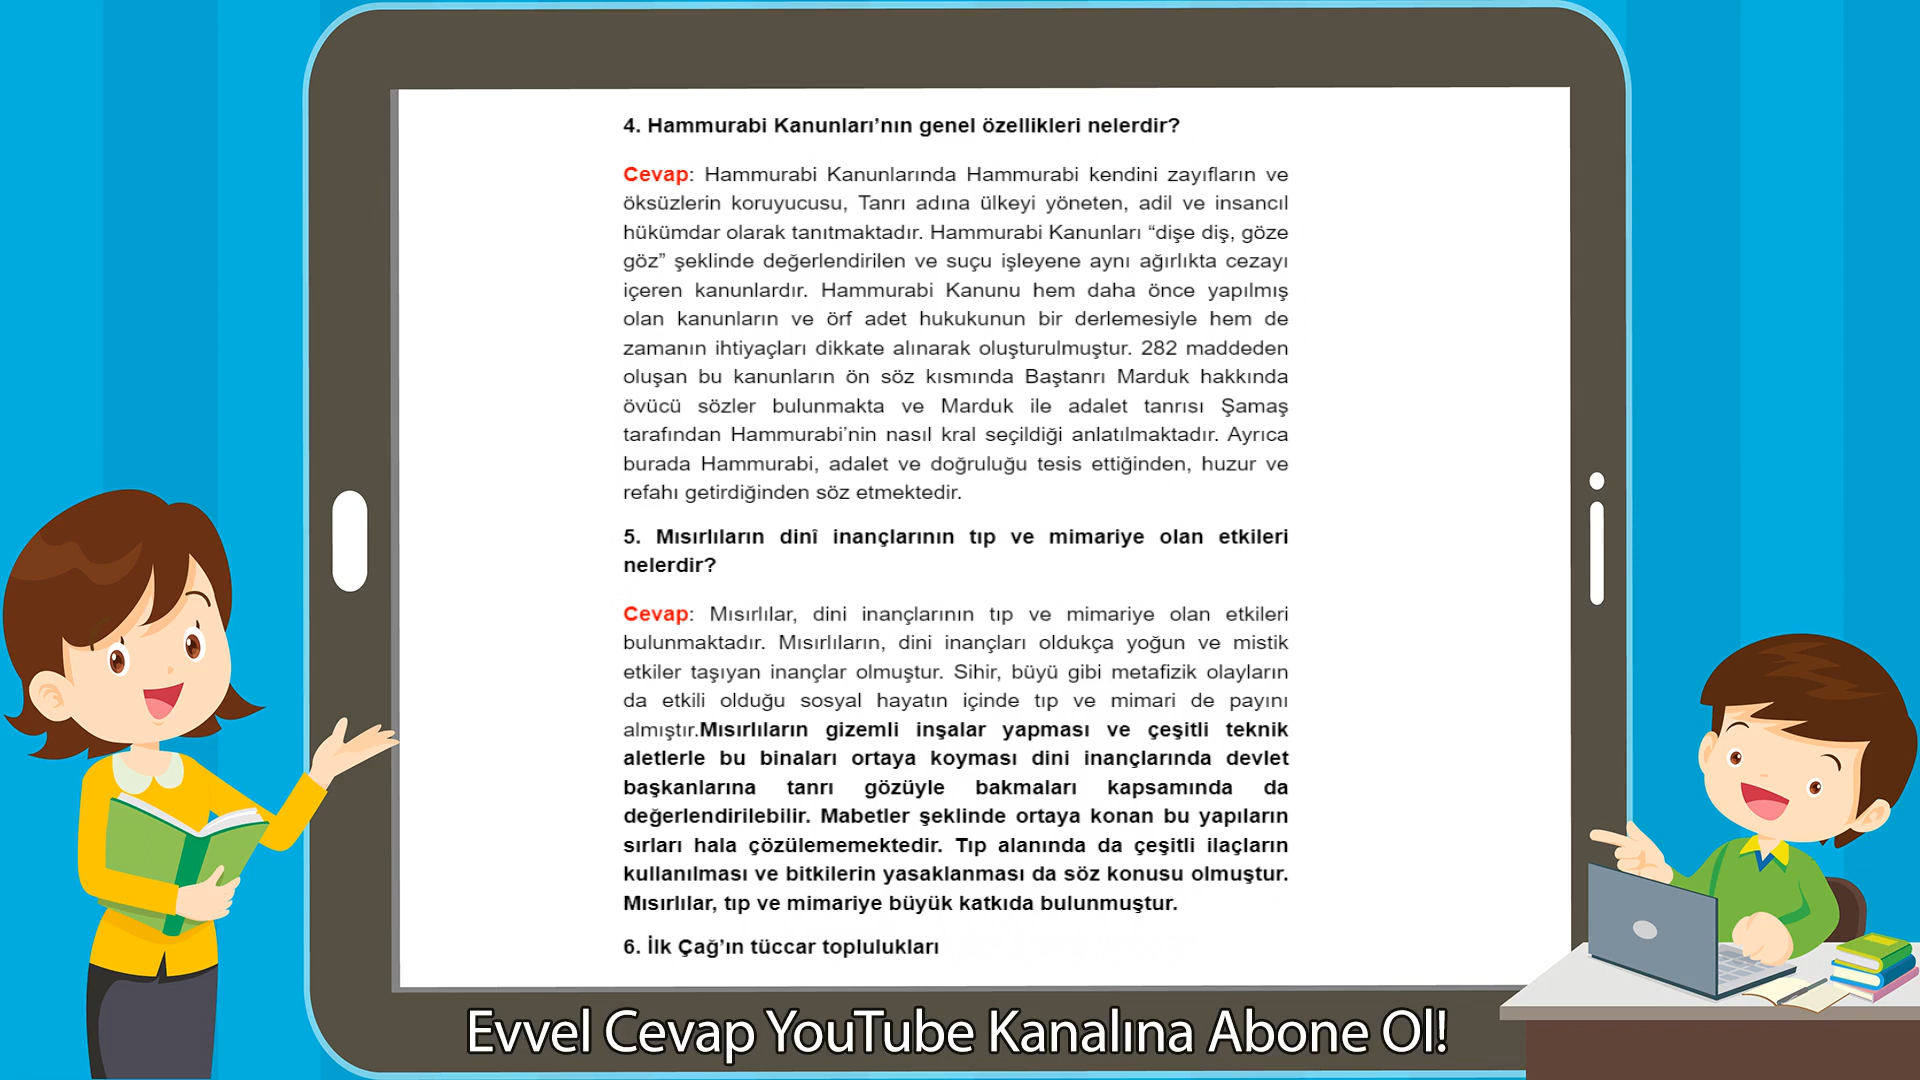 4. Hammurabi Kanunları’nın genel özellikleri nelerdir?
Cevap: Hammurabi Kanunlarında Hammurabi kendini zayıfların ve
öksüzlerin koruyucusu, Tanrı adına ülkeyi yöneten, adil ve insancıl
hükümdar olarak tanıtmaktadır. Hammurabi Kanunları “dişe diş, göze
göz” şeklinde değerlendirilen ve suçu işleyene aynı ağırlıkta cezayı
içeren kanunlardır. Hammurabi Kanunu hem daha önce yapılmış
olan kanunların ve örf adet hukukunun bir derlemesiyle hem de
zamanın ihtiyaçları dikkate alınarak oluşturulmuştur. 282 maddeden
oluşan bu kanunların ön söz kısmında Baştanrı Marduk hakkında
övücü sözler bulunmakta ve Marduk ile adalet tanrısı Şamaş
tarafından Hammurabi’nin nasıl kral seçildiği anlatılmaktadır. Ayrıca
burada Hammurabi, adalet ve doğruluğu tesis ettiğinden, huzur ve
refahı getirdiğinden söz etmektedir.
5. Mısırlıların dinî inançlarının tıp ve mimariye olan etkileri
nelerdir?
Cevap: Mısırlılar, dini inançlarının tıp ve mimariye olan etkileri
bulunmaktadır. Mısırlıların, dini inançları oldukça yoğun ve mistik
etkiler taşıyan inançlar olmuştur. Sihir, büyü gibi metafizik olayların
da etkili olduğu sosyal hayatın içinde tıp ve mimari de payını
almıştır.Mısırlıların gizemli inşalar yapması ve çeşitli teknik
aletlerle bu binaları ortaya koyması dini inançlarında devlet
başkanlarına tanrı gözüyle bakmaları kapsamında da
değerlendirilebilir. Mabetler şeklinde ortaya konan bu yapıların
sırları hala çözülememektedir. Tıp alanında da çeşitli ilaçların
kullanılması ve bitkilerin yasaklanması da söz konusu olmuştur.
Mısırlılar, tıp ve mimariye büyük katkıda bulunmuştur.
6. İlk Çağ’ın tüccar toplulukları
Evvel Cevap YouTube Kanalına Abone Ol!